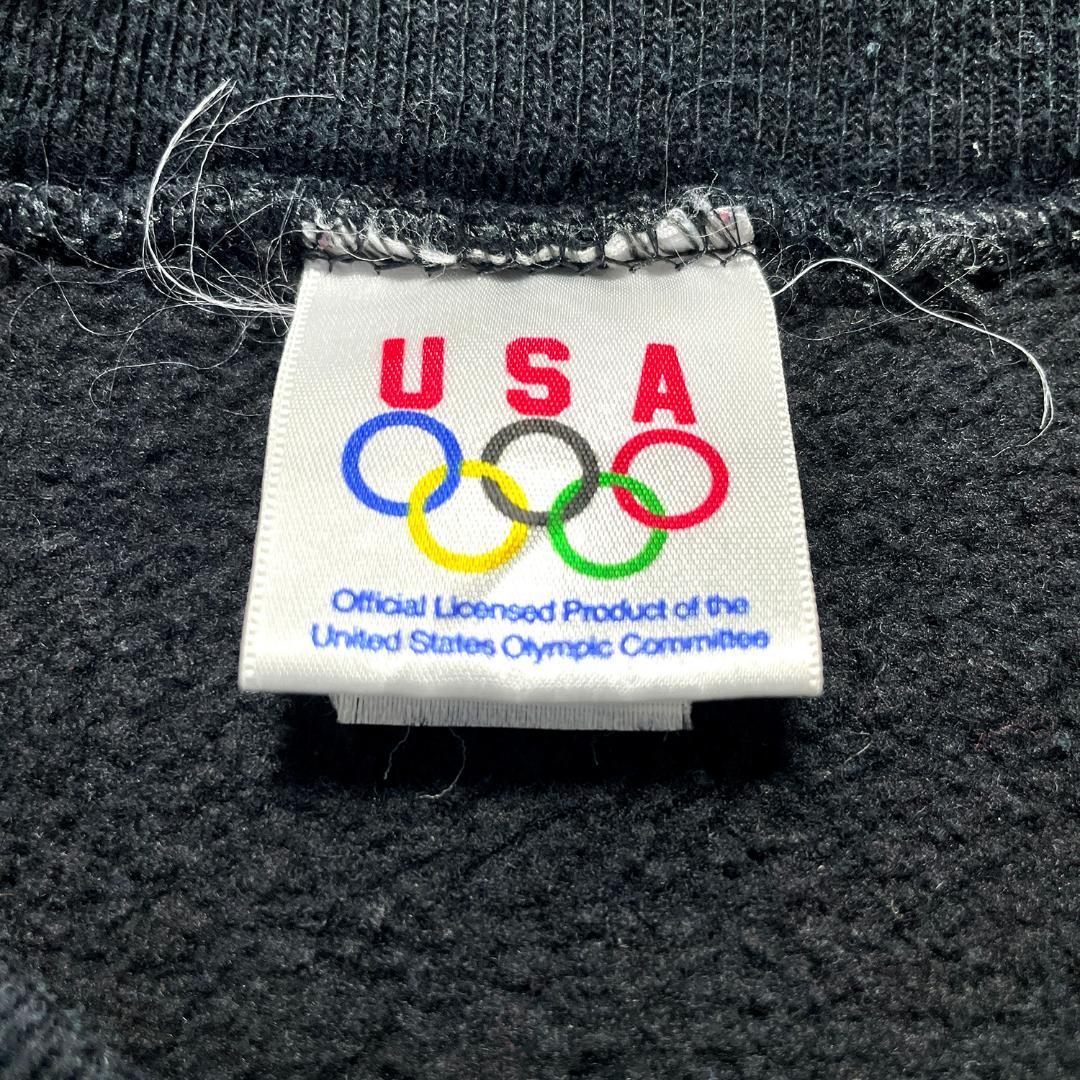 USA
Official Licensed Product of the
United States Olympic Committee